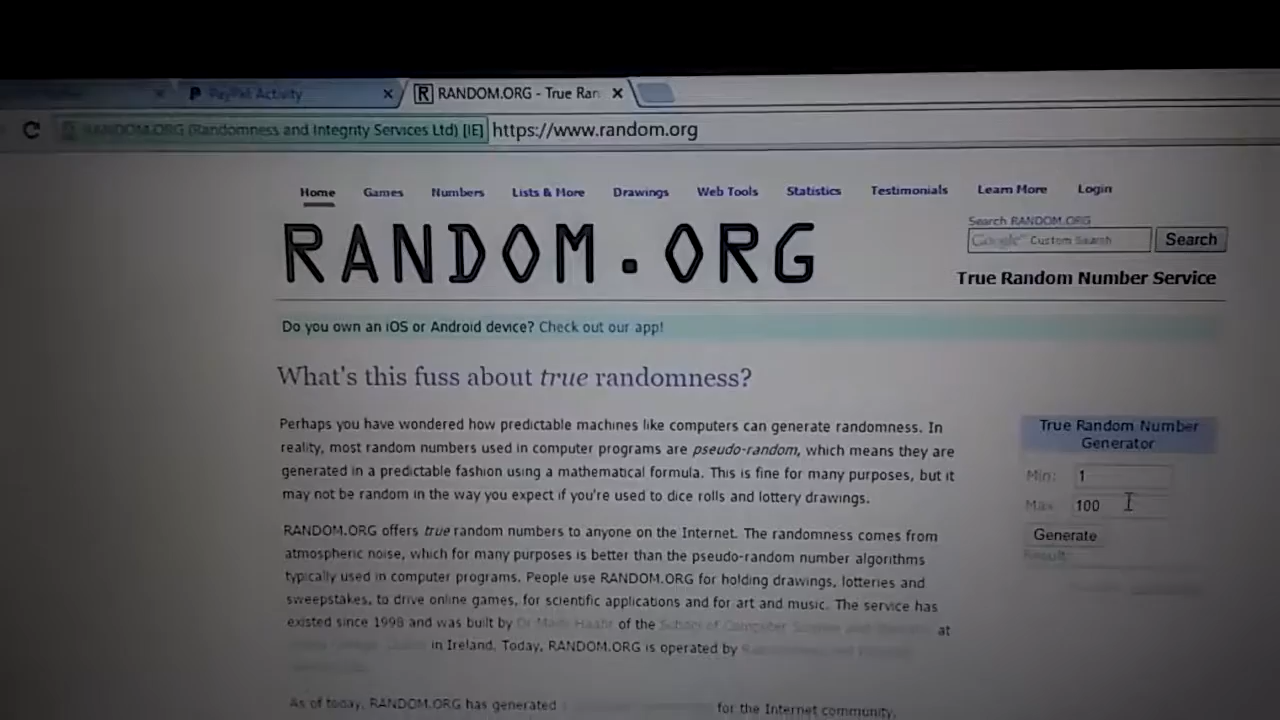 PayPal Activity
RANDOM.ORG - True Ran
RANDOM.ORG (Randomness and Integrity Services Ltd) [IE] https://www.random.org
Home Games Numbers Lists & More Drawings Web Tools Statistics Testimonials Learn More Login
Search RANDOM.ORG
RANDOM.ORG
Google™ Custom Search Search
True Random Number Service
Do you own an iOS or Android device? Check out our app!
What's this fuss about true randomness?
Perhaps you have wondered how predictable machines like computers can generate randomness. In
reality, most random numbers used in computer programs are pseudo-random, which means they are
generated in a predictable fashion using a mathematical formula. This is fine for many purposes, but it
may not be random in the way you expect if you're used to dice rolls and lottery drawings.
RANDOM.ORG offers true random numbers to anyone on the Internet. The randomness comes from
atmospheric noise, which for many purposes is better than the pseudo-random number algorithms
typically used in computer programs. People use RANDOM.ORG for holding drawings, lotteries and
sweepstakes, to drive online games, for scientific applications and for art and music. The service has
existed since 1998 and was built by Dr Mads Haahr of the School of Computer Science and at
in Ireland. Today, RANDOM.ORG is operated by
As of today, RANDOM.ORG has generated for the Internet community.
True Random Number
Generator
Min: 1
Max: 100
Generate
Result: